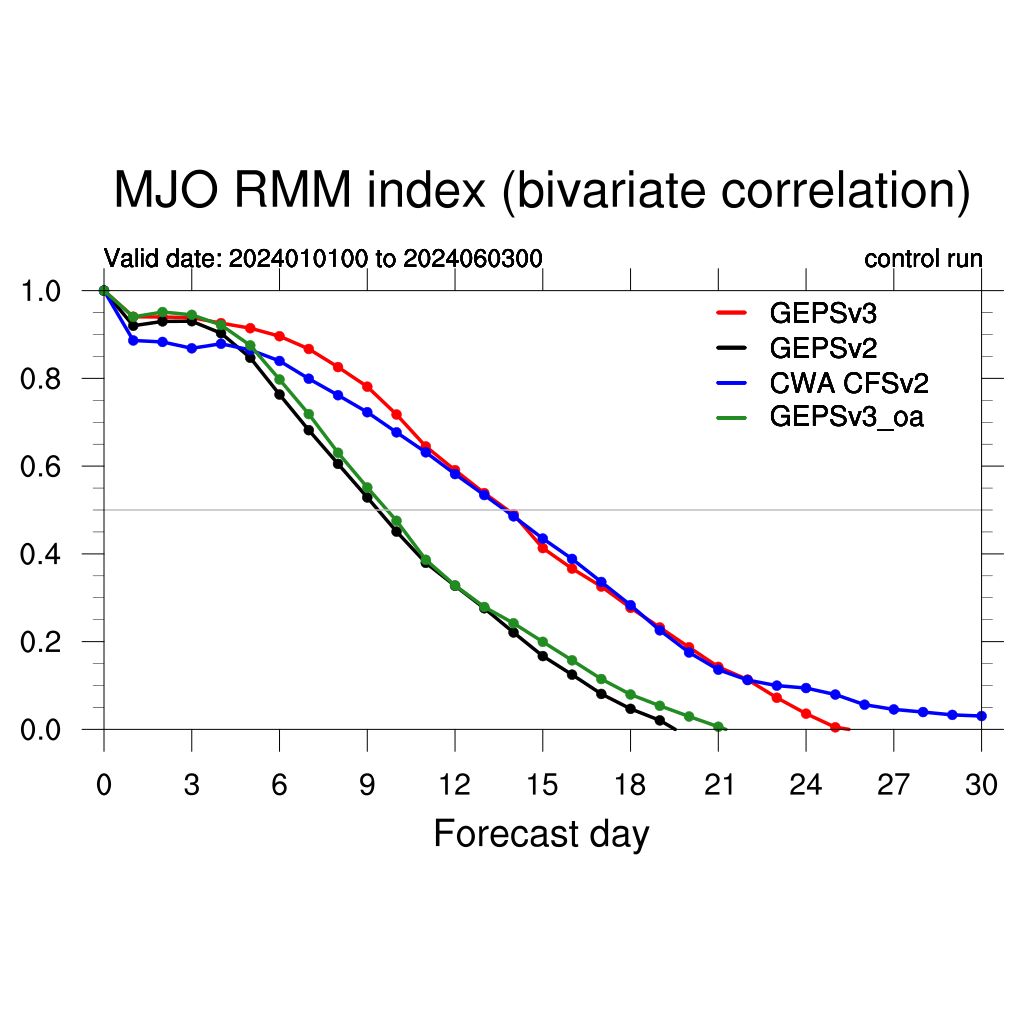 MJO RMM index (bivariate correlation)
Valid date: 2024010100 to 2024060300 control run
1.0
0.8
0.6
0.4
0.2
0.0
GEPSv3
GEPSv2
CWA CFSv2
GEPSv3_oa
0 3 6 9 12 15 18 21 24 27 30
Forecast day